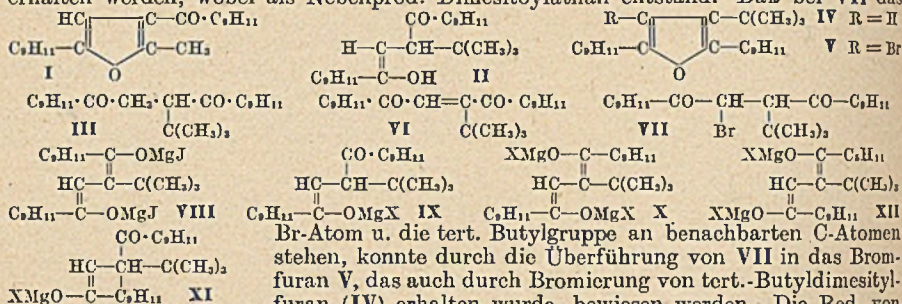 erhalten werden, wobei als Nebenprod. Dimesitoyläthan entstand. Daß bei VII das
HC C-CO·C₉H₁₁ CO·C₉H₁₁ R-C C-C(CH₃)₃ IV R=H
C₉H₁₁-C C-CH₃ H-C-CH-C(CH₃)₃ C₉H₁₁-C C-C₉H₁₁ V R=Br
I O C₉H₁₁-C-OH II O
C₉H₁₁·CO·CH₂·CH·CO·C₉H₁₁ C₉H₁₁·CO·CH=C·CO·C₉H₁₁ C₉H₁₁-CO-CH-CH-CO-C₉H₁₁
III C(CH₃)₃ VI C(CH₃)₃ VII Br C(CH₃)₃
C₉H₁₁-C-OMgJ CO·C₉H₁₁ XMgO-C-C₉H₁₁ XMgO-C-C₉H₁₁
HC-C-C(CH₃)₃ HC-CH-C(CH₃)₃ HC-C-C(CH₃)₃ HC-C-C(CH₃)₃
C₉H₁₁-C-OMgJ VIII C₉H₁₁-C-OMgX IX C₉H₁₁-C-OMgX X XMgO-C-C₉H₁₁ XII
CO·C₉H₁₁ Br-Atom u. die tert. Butylgruppe an benachbarten C-Atomen
HC-CH-C(CH₃)₃ stehen, konnte durch die Überführung von VII in das Brom-
XMgO-C-C₉H₁₁ XI furan V, das auch durch Bromierung von tert.-Butyldimesityl-
furan (IV) erhalten wurde, bewiesen werden. Die Red. von